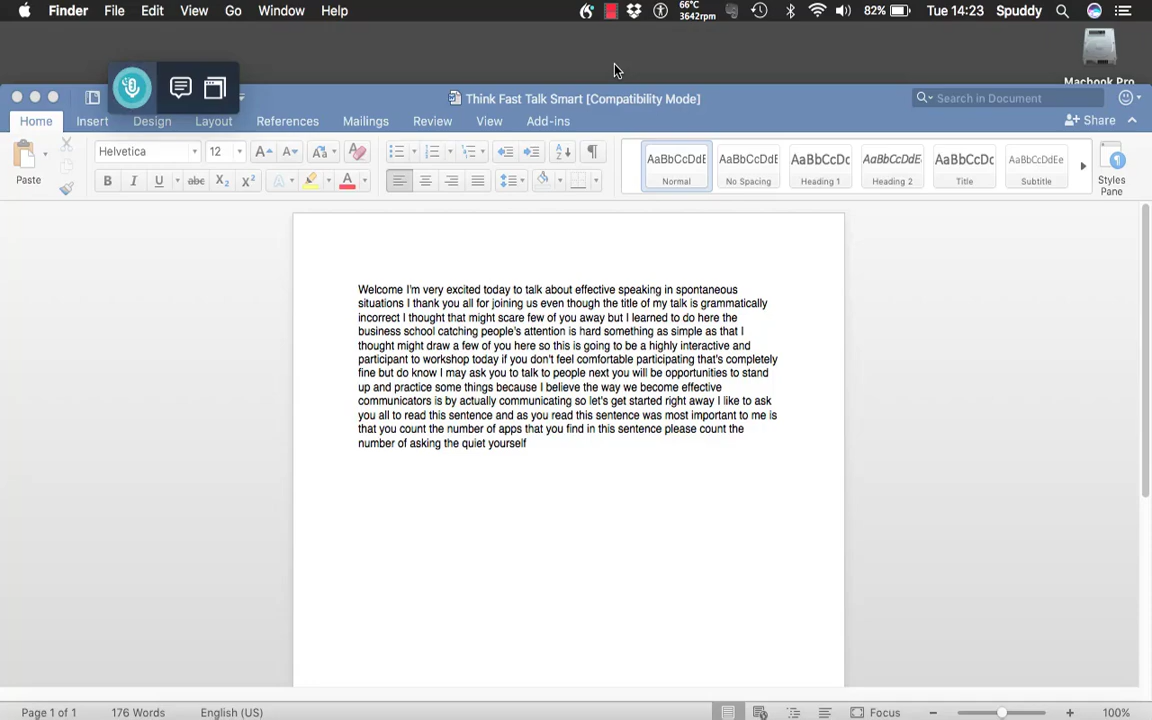 Finder File Edit View Go Window Help 66°C 3642rpm 82% Tue 14:23 Spuddy
Macbook Pro
Think Fast Talk Smart [Compatibility Mode] Search in Document
Home Insert Design Layout References Mailings Review View Add-ins Share
Paste Helvetica 12 A A Aa A AaBbCcDdE AaBbCcDdE AaBbCcDc AaBbCcDdE AaBbCcDc AaBbCcDdEe
B I U abc X2 X2 A A Normal No Spacing Heading 1 Heading 2 Title Subtitle Styles Pane
Welcome I'm very excited today to talk about effective speaking in spontaneous
situations I thank you all for joining us even though the title of my talk is grammatically
incorrect I thought that might scare few of you away but I learned to do here the
business school catching people's attention is hard something as simple as that I
thought might draw a few of you here so this is going to be a highly interactive and
participant to workshop today if you don't feel comfortable participating that's completely
fine but do know I may ask you to talk to people next you will be opportunities to stand
up and practice some things because I believe the way we become effective
communicators is by actually communicating so let's get started right away I like to ask
you all to read this sentence and as you read this sentence was most important to me is
that you count the number of apps that you find in this sentence please count the
number of asking the quiet yourself
Page 1 of 1 176 Words English (US) Focus 100%